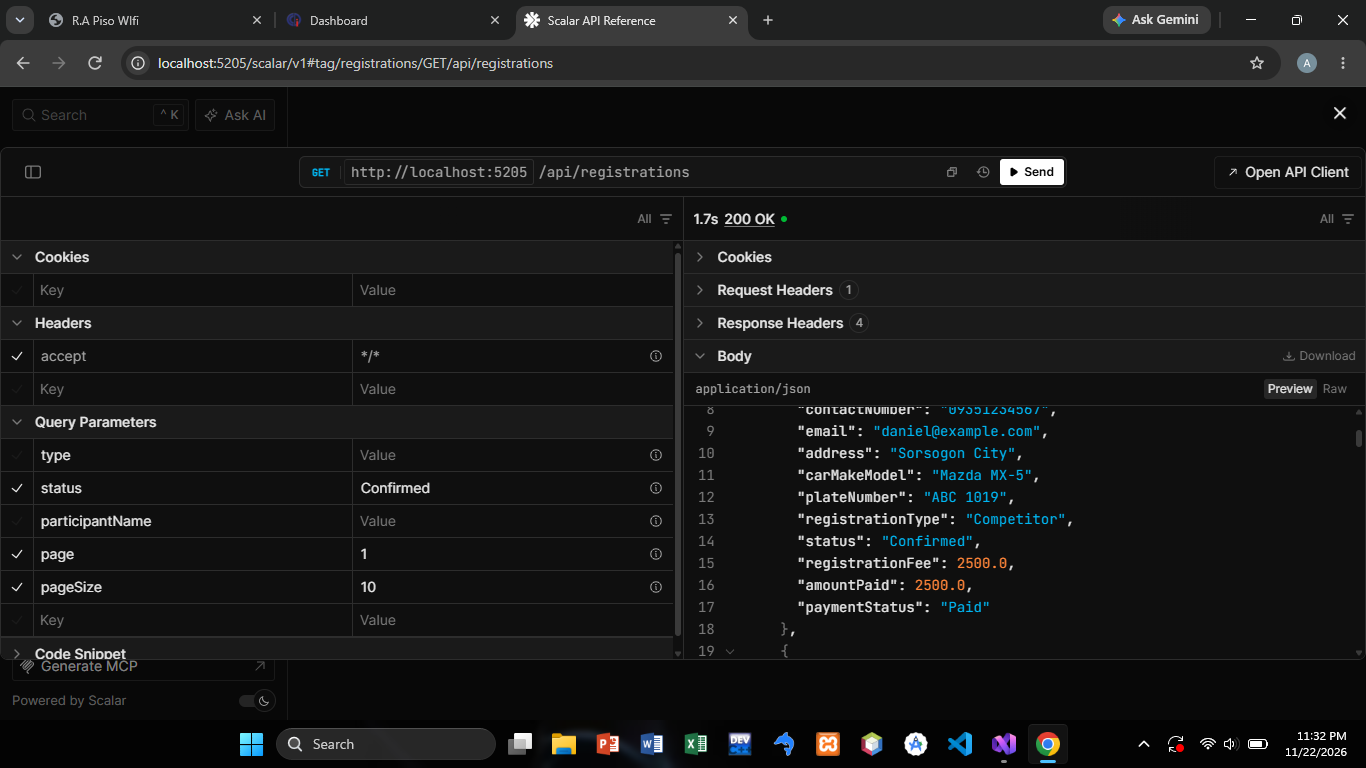 R.A Piso WIfi
Dashboard
Scalar API Reference
Ask Gemini
localhost:5205/scalar/v1#tag/registrations/GET/api/registrations
A
Search
^ K
Ask AI
GET
http://localhost:5205
/api/registrations
Send
Open API Client
All
1.7s 200 OK
All
Cookies
Key Value
Headers
accept */*
Key Value
Query Parameters
type Value
status Confirmed
participantName Value
page 1
pageSize 10
Key Value
Code Snippet
Cookies
Request Headers 1
Response Headers 4
Body
Download
application/json
Preview Raw
8 "contactNumber": "09351234567",
9 "email": "daniel@example.com",
10 "address": "Sorsogon City",
11 "carMakeModel": "Mazda MX-5",
12 "plateNumber": "ABC 1019",
13 "registrationType": "Competitor",
14 "status": "Confirmed",
15 "registrationFee": 2500.0,
16 "amountPaid": 2500.0,
17 "paymentStatus": "Paid"
18 },
19 {
Generate MCP
Powered by Scalar
Search
DEV
11:32 PM
11/22/2026